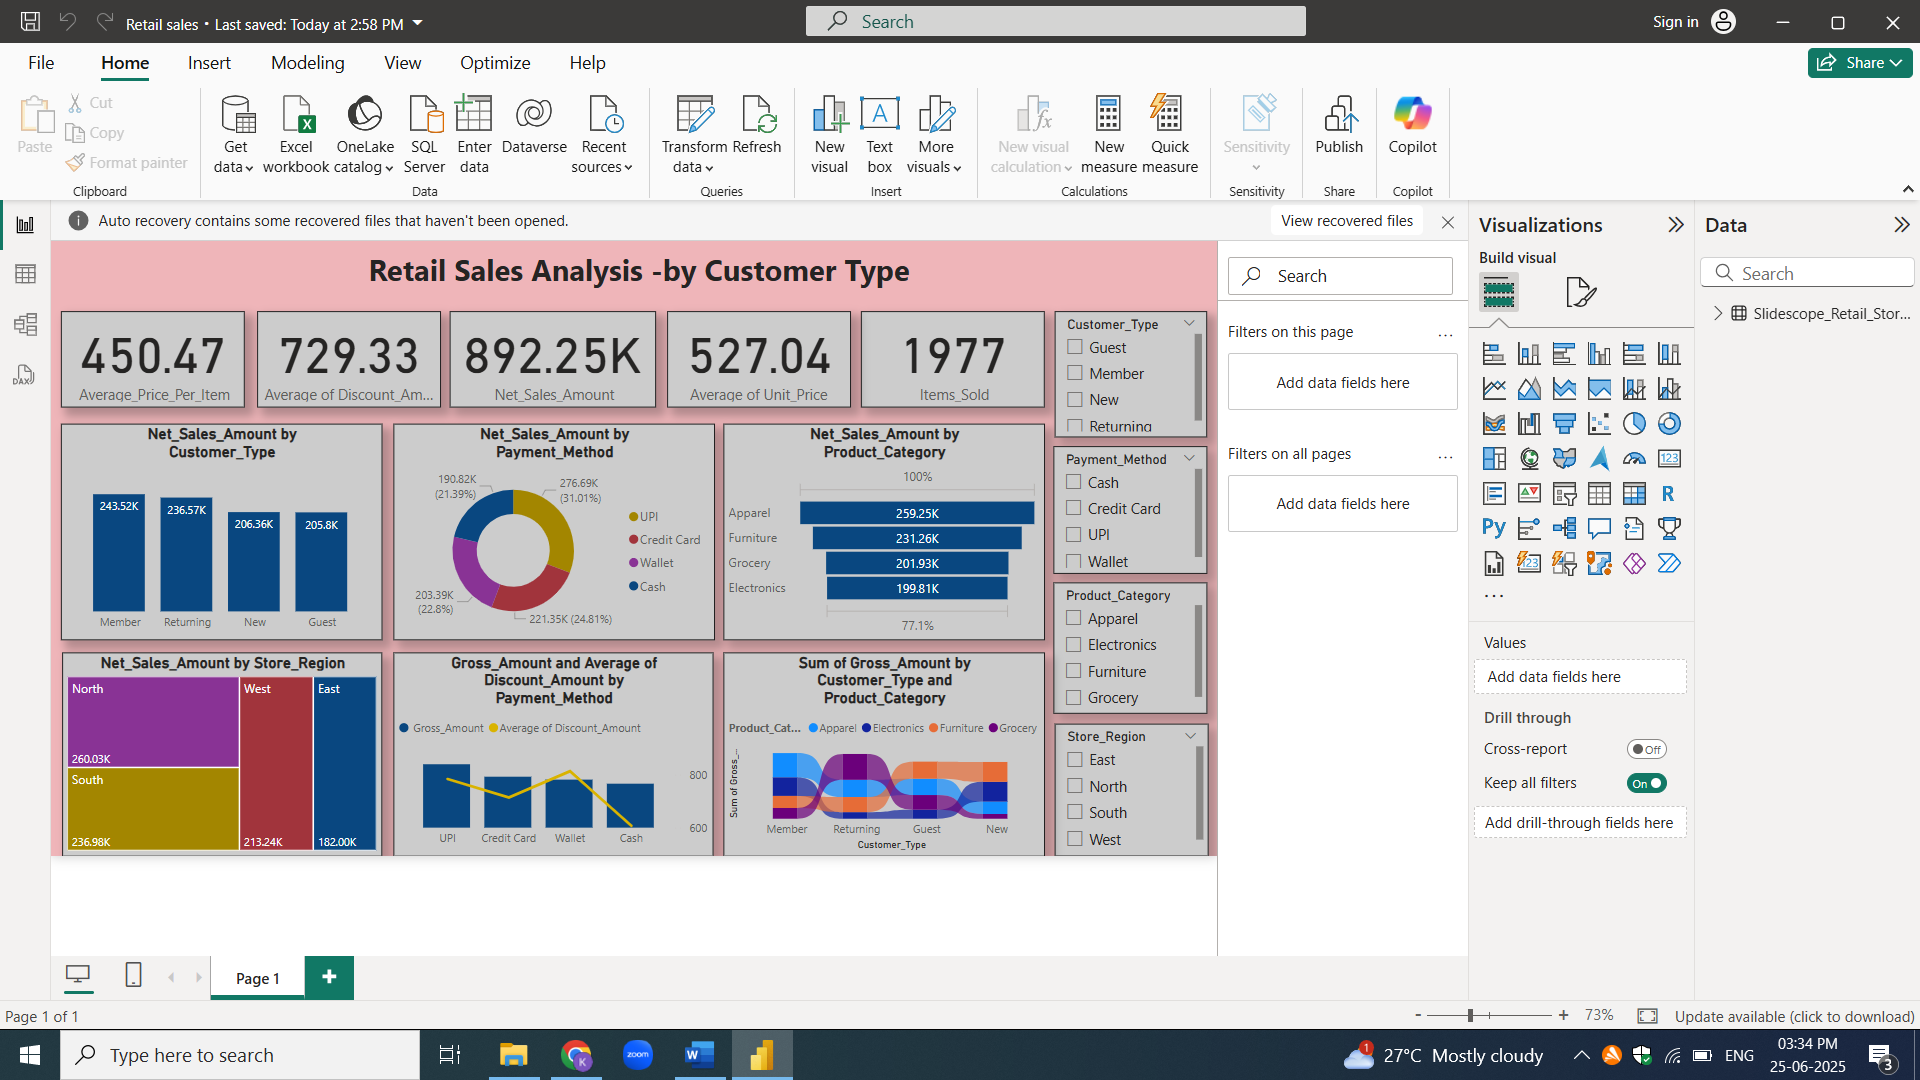 Retail sales • Last saved: Today at 2:58 PM
Search
Sign in
File Home Insert Modeling View Optimize Help
Share
Paste
Cut
Copy
Format painter
Clipboard
Get data
Excel workbook
OneLake catalog
SQL Server
Enter data
Dataverse
Recent sources
Data
Transform data
Refresh
Queries
New visual
Text box
More visuals
Insert
New visual calculation
New measure
Quick measure
Calculations
Sensitivity
Sensitivity
Publish
Share
Copilot
Copilot
Auto recovery contains some recovered files that haven't been opened.
View recovered files
Retail Sales Analysis -by Customer Type
450.47
Average_Price_Per_Item
729.33
Average of Discount_Am...
892.25K
Net_Sales_Amount
527.04
Average of Unit_Price
1977
Items_Sold
Customer_Type
Guest
Member
New
Returning
Net_Sales_Amount by
Customer_Type
243.52K
236.57K
206.36K
205.8K
Member
Returning
New
Guest
Net_Sales_Amount by
Payment_Method
190.82K
(21.39%)
276.69K
(31.01%)
203.39K
(22.8%)
221.35K (24.81%)
UPI
Credit Card
Wallet
Cash
Net_Sales_Amount by
Product_Category
100%
Apparel 259.25K
Furniture 231.26K
Grocery 201.93K
Electronics 199.81K
77.1%
Payment_Method
Cash
Credit Card
UPI
Wallet
Product_Category
Apparel
Electronics
Furniture
Grocery
Net_Sales_Amount by Store_Region
North
260.03K
South
236.98K
West
213.24K
East
182.00K
Gross_Amount and Average of
Discount_Amount by
Payment_Method
Gross_Amount Average of Discount_Amount
800
600
UPI
Credit Card
Wallet
Cash
Sum of Gross_Amount by
Customer_Type and
Product_Category
Product_Cat... Apparel Electronics Furniture Grocery
Sum of Gross_...
Member
Returning
Guest
New
Customer_Type
Store_Region
East
North
South
West
Search
Filters on this page
...
Add data fields here
Filters on all pages
...
Add data fields here
Visualizations
Build visual
123
R
Py
123
...
Values
Add data fields here
Drill through
Cross-report Off
Keep all filters On
Add drill-through fields here
Data
Search
Slidescope_Retail_Stor...
Page 1
+
Page 1 of 1
- + 73%
Update available (click to download)
Type here to search
K
zoom
W
1
27°C Mostly cloudy
ENG
03:34 PM
25-06-2025
3
DAX